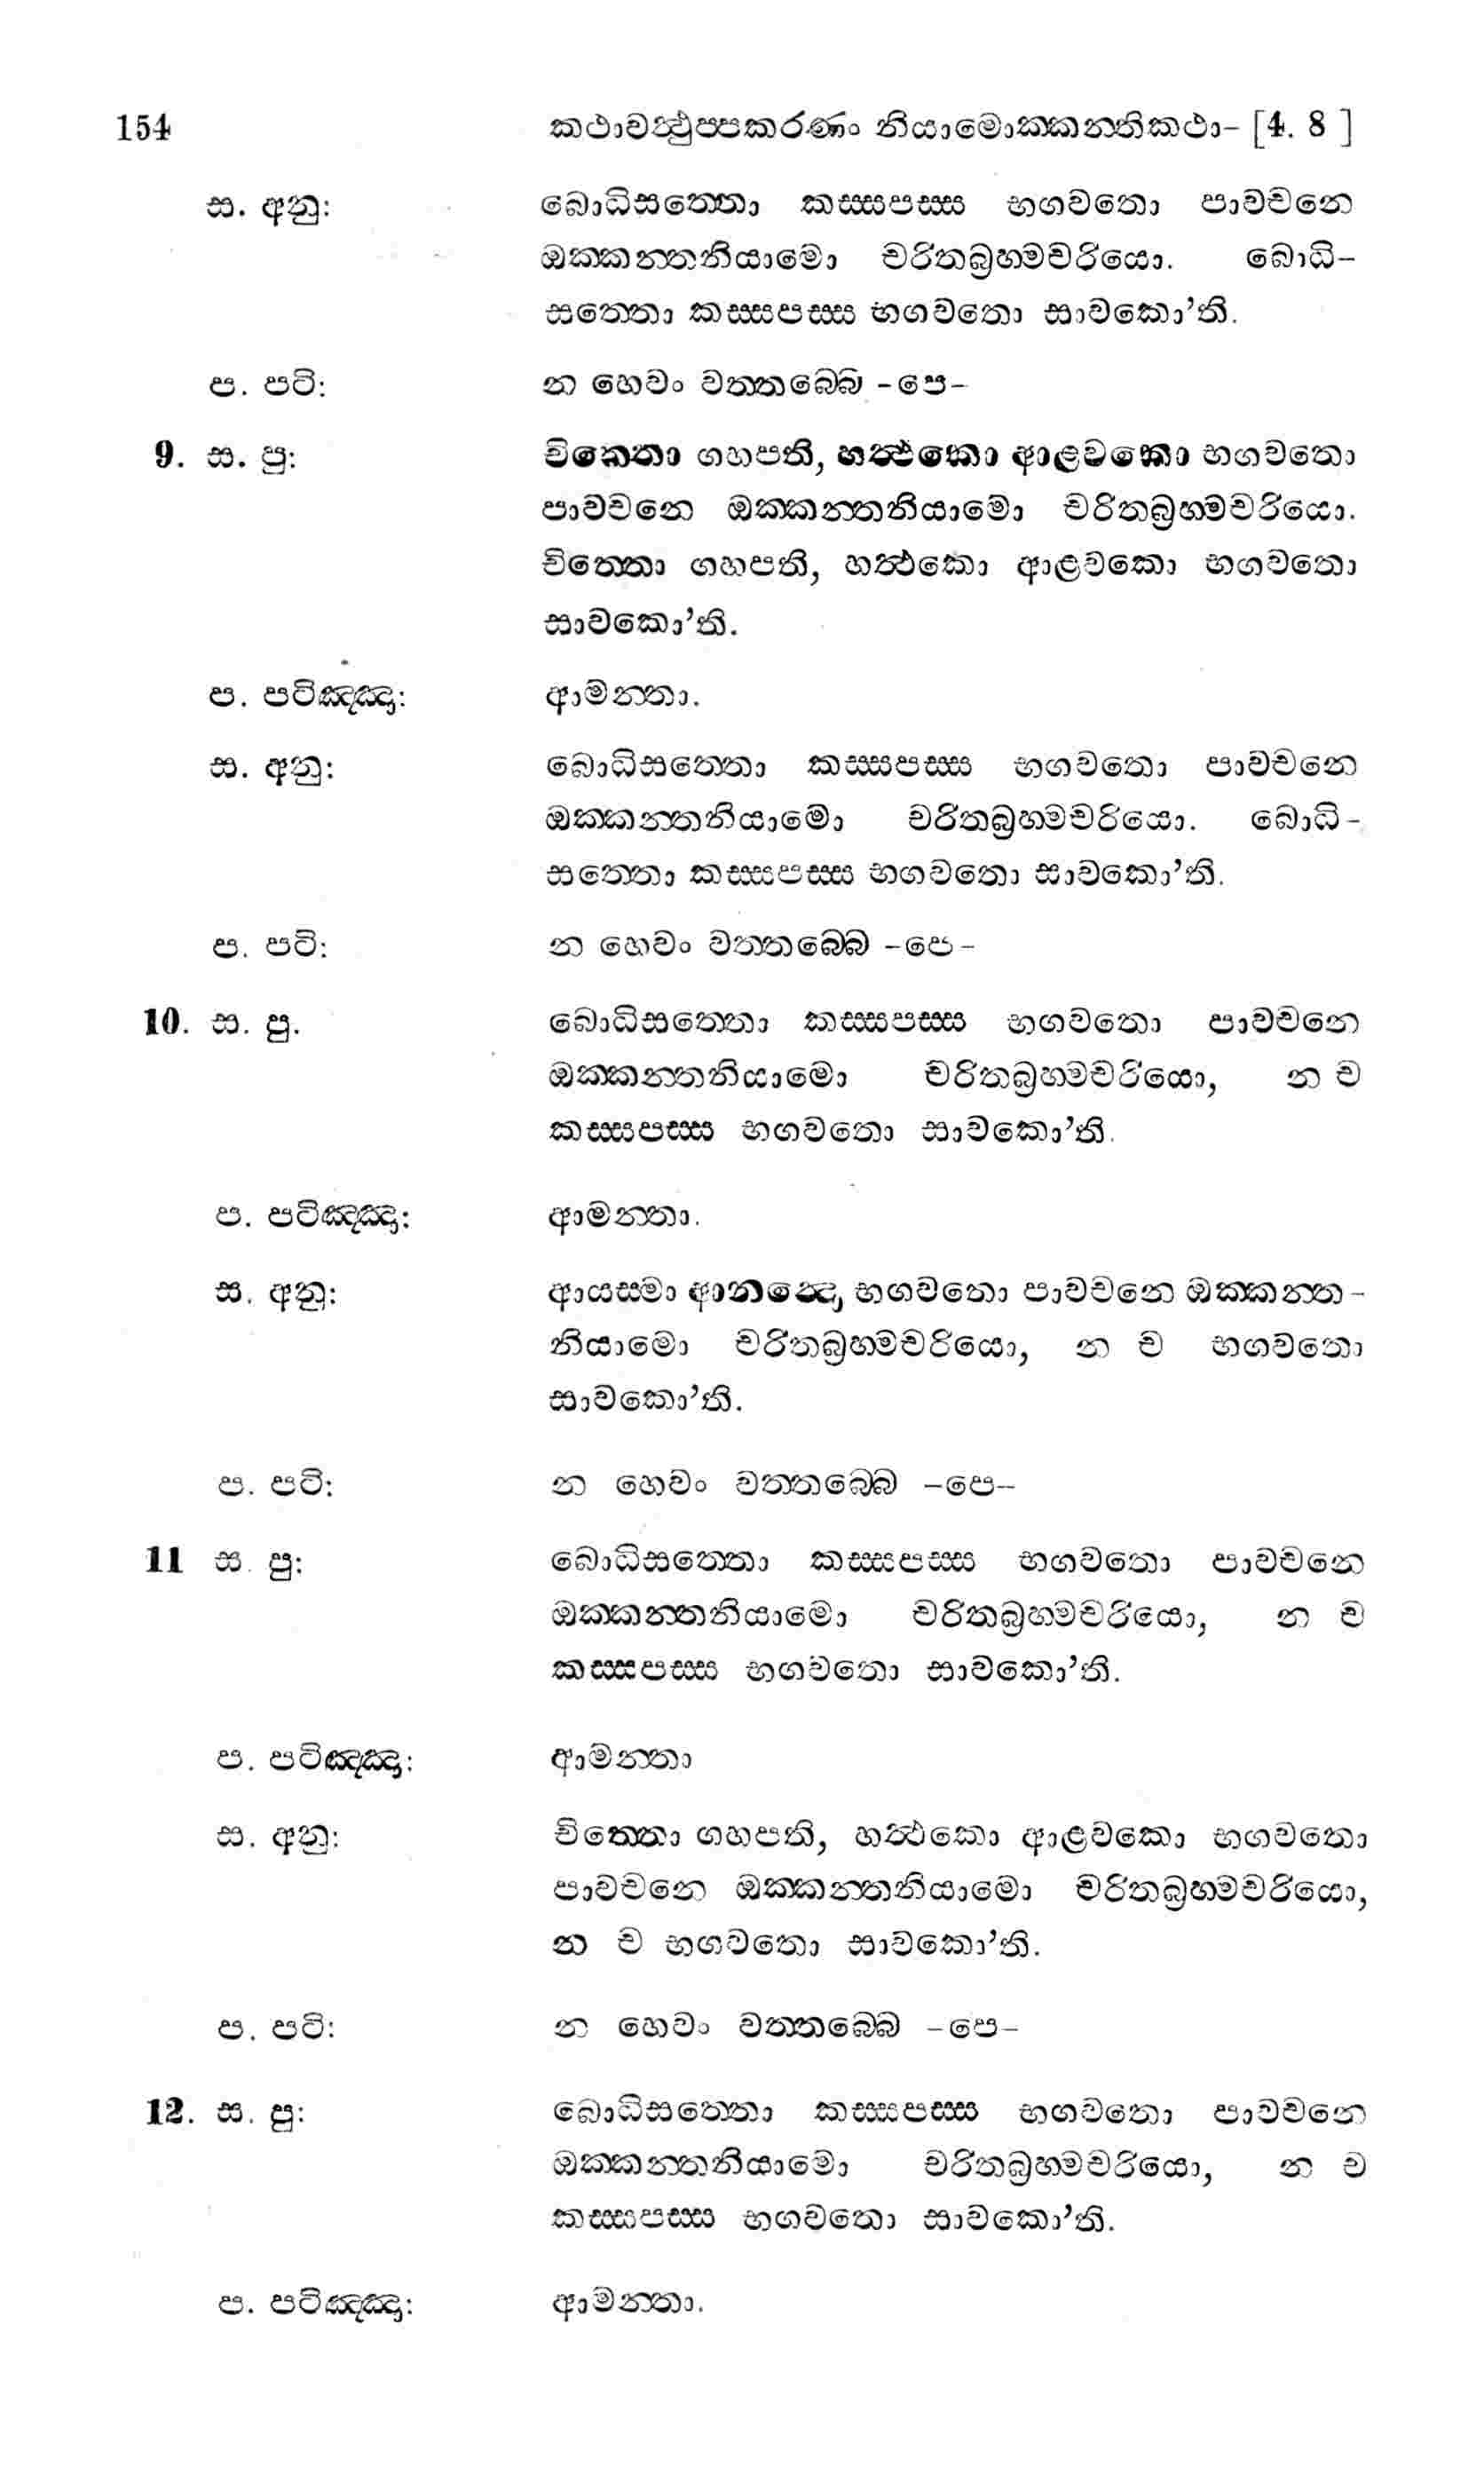 154 කථාවත්‍ථුප්‍පකරණං නියාමොක්‍කන්‍තිකථා- [4. 8 ]
ස. අනු: බොධිසත්‍තො කස්‍සපස්‍ස භගවතො පාවචනෙ
ඔක්‍කන්‍තනියාමො චරිතබ්‍රහ්‍මචරියො. බොධි-
සත්‍තො කස්‍සපස්‍ස භගවතො සාවකො’ති.
ප. පටි: න හෙවං වත්‍තබ්‍බෙ -පෙ-
9. ස. පු: චිත්‍තො ගහපති, හත්‍ථකො ආළවකො භගවතො
පාවචනෙ ඔක්‍කන්‍තනියාමො චරිතබ්‍රහ්‍මචරියො.
චිත්‍තො ගහපති, හත්‍ථකො ආළවකො භගවතො
සාවකො’ති.
ප. පටිඤ්ඤා: ආමන්‍තා.
ස. අනු: බොධිසත්‍තො කස්‍සපස්‍ස භගවතො පාවචනෙ
ඔක්‍කන්‍තනියාමො චරිතබ්‍රහ්‍මචරියො. බොධි-
සත්‍තො කස්‍සපස්‍ස භගවතො සාවකො’ති.
ප. පටි: න හෙවං වත්‍තබ්‍බෙ -පෙ-
10. ස. පු. බොධිසත්‍තො කස්‍සපස්‍ස භගවතො පාවචනෙ
ඔක්‍කන්‍තනියාමො චරිතබ්‍රහ්‍මචරියො, න ච
කස්‍සපස්‍ස භගවතො සාවකො’ති.
ප. පටිඤ්ඤා: ආමන්‍තා.
ස. අනු: ආයස්‍මා ආනන්‍දො, භගවතො පාවචනෙ ඔක්‍කන්‍ත-
නියාමො චරිතබ්‍රහ්‍මචරියො, න ච භගවතො
සාවකො’ති.
ප. පටි: න හෙවං වත්‍තබ්‍බෙ -පෙ-
11 ස. පු: බොධිසත්‍තො කස්‍සපස්‍ස භගවතො පාවචනෙ
ඔක්‍කන්‍තනියාමො චරිතබ්‍රහ්‍මචරියො, න ච
කස්‍සපස්‍ස භගවතො සාවකො’ති.
ප. පටිඤ්ඤා: ආමන්‍තා
ස. අනු: චිත්‍තො ගහපති, හත්‍ථකො ආළවකො භගවතො
පාවචනෙ ඔක්‍කන්‍තනියාමො චරිතබ්‍රහ්‍මචරියො,
න ච භගවතො සාවකො’ති.
ප. පටි: න හෙවං වත්‍තබ්‍බෙ -පෙ-
12. ස. පු: බොධිසත්‍තො කස්‍සපස්‍ස භගවතො පාවචනෙ
ඔක්‍කන්‍තනියාමො චරිතබ්‍රහ්‍මචරියො, න ච
කස්‍සපස්‍ස භගවතො සාවකො’ති.
ප. පටිඤ්ඤා: ආමන්‍තා.